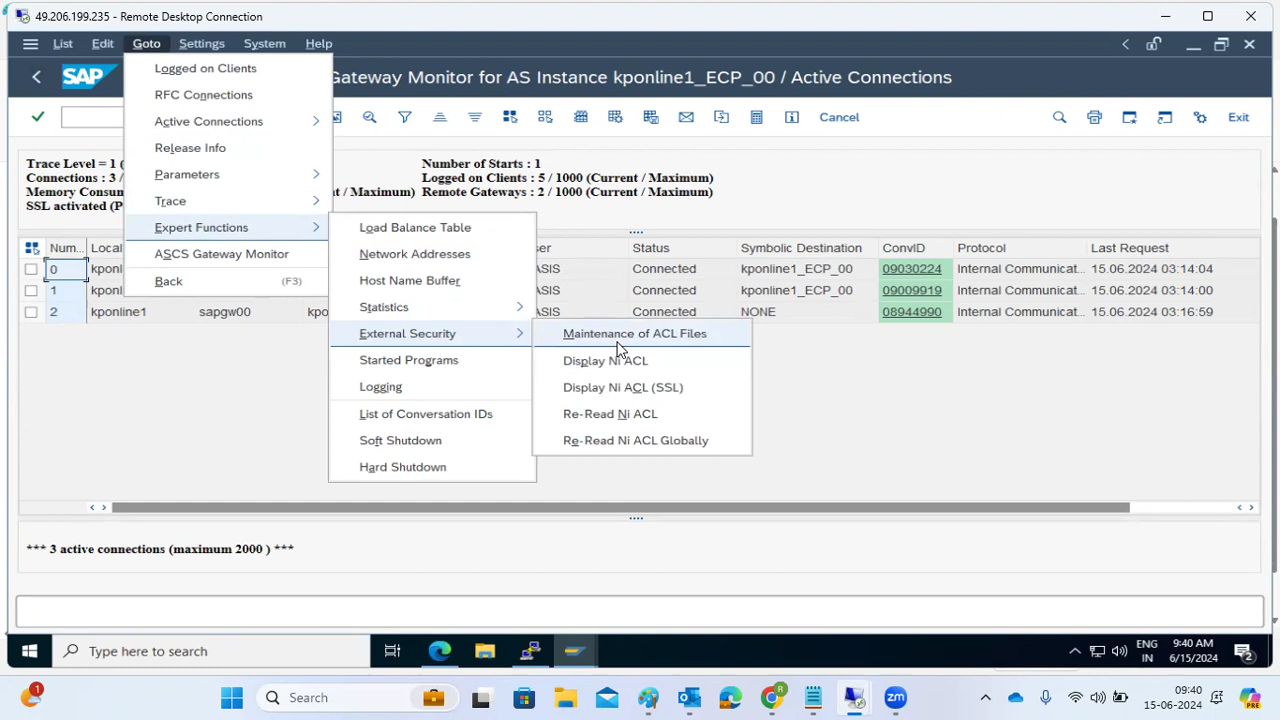 49.206.199.235 - Remote Desktop Connection
List Edit Goto Settings System Help
SAP Gateway Monitor for AS Instance kponline1_ECP_00 / Active Connections
Cancel Exit
Logged on Clients
RFC Connections
Active Connections
Release Info
Parameters
Trace
Expert Functions
ASCS Gateway Monitor
Back (F3)
Trace Level = 1 ( Number of Starts : 1
Connections : 3 / Logged on Clients : 5 / 1000 (Current / Maximum)
Memory Consum nt / Maximum) Remote Gateways : 2 / 1000 (Current / Maximum)
SSL activated (P
Load Balance Table
Network Addresses
Host Name Buffer
Statistics
External Security
Started Programs
Logging
List of Conversation IDs
Soft Shutdown
Hard Shutdown
Maintenance of ACL Files
Display Ni ACL
Display Ni ACL (SSL)
Re-Read Ni ACL
Re-Read Ni ACL Globally
Num... Local ser Status Symbolic Destination ConvID Protocol Last Request
0 kpon ASIS Connected kponline1_ECP_00 09030224 Internal Communicat... 15.06.2024 03:14:04
1 kpon ASIS Connected kponline1_ECP_00 09009919 Internal Communicat... 15.06.2024 03:14:04
2 kponline1 sapgw00 kpo ASIS Connected NONE 08944990 Internal Communicat... 15.06.2024 03:16:59
*** 3 active connections (maximum 2000 ) ***
Type here to search ENG IN 9:40 AM 6/15/2024 2
1 Search R zm 09:40 15-06-2024 PRE